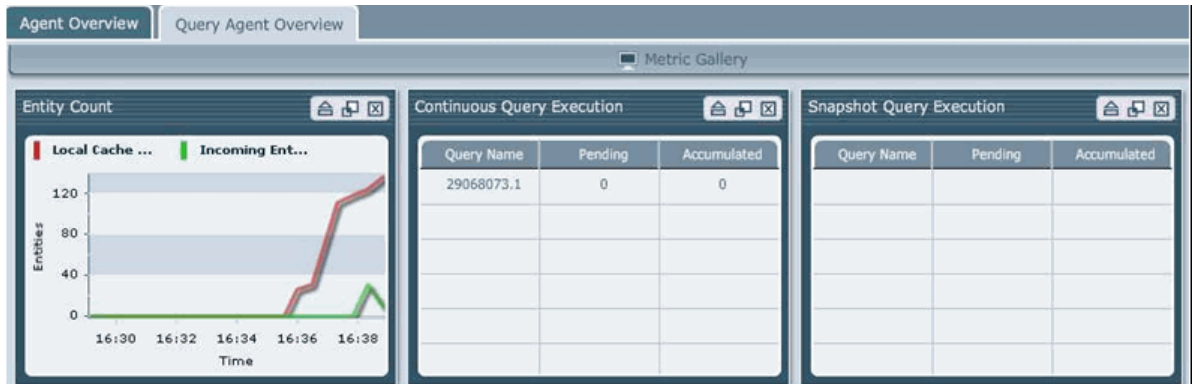 Agent Overview
Query Agent Overview
Metric Gallery
Entity Count
Local Cache ...
Incoming Ent...
120
80
40
0
Entities
16:30 16:32 16:34 16:36 16:38
Time
Continuous Query Execution
Query Name Pending Accumulated
29068073.1 0 0
Snapshot Query Execution
Query Name Pending Accumulated